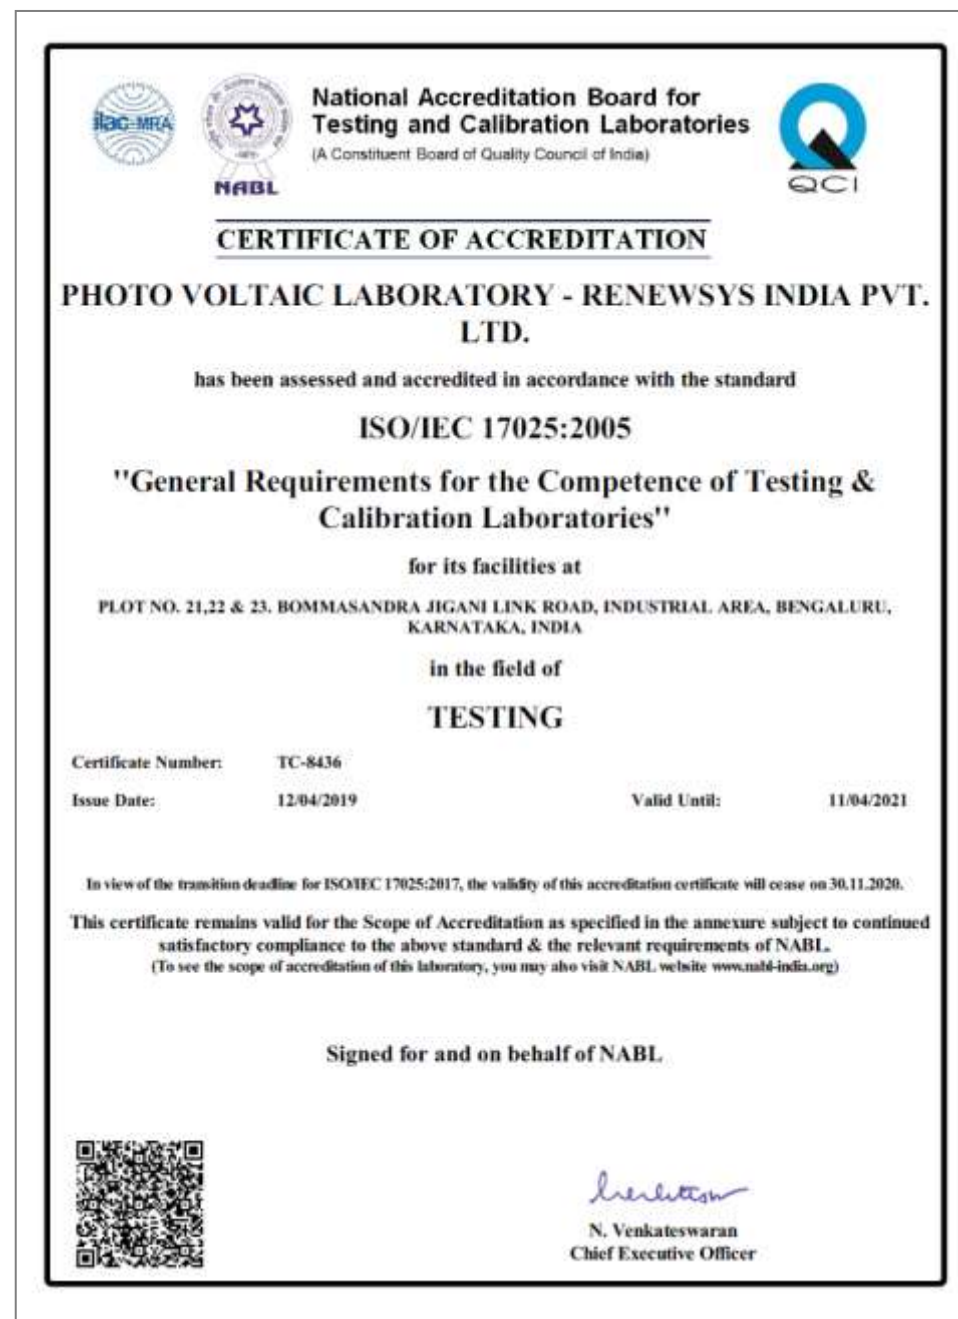 ilac-MRA
NABL
National Accreditation Board for
Testing and Calibration Laboratories
(A Constituent Board of Quality Council of India)
QCI
CERTIFICATE OF ACCREDITATION
PHOTO VOLTAIC LABORATORY - RENEWSYS INDIA PVT.
LTD.
has been assessed and accredited in accordance with the standard
ISO/IEC 17025:2005
"General Requirements for the Competence of Testing &
Calibration Laboratories"
for its facilities at
PLOT NO. 21,22 & 23, BOMMASANDRA JIGANI LINK ROAD, INDUSTRIAL AREA, BENGALURU,
KARNATAKA, INDIA
in the field of
TESTING
Certificate Number: TC-8436
Issue Date: 12/04/2019 Valid Until: 11/04/2021
In view of the transition deadline for ISO/IEC 17025:2017, the validity of this accreditation certificate will cease on 30.11.2020.
This certificate remains valid for the Scope of Accreditation as specified in the annexure subject to continued
satisfactory compliance to the above standard & the relevant requirements of NABL.
(To see the scope of accreditation of this laboratory, you may also visit NABL website www.nabl-india.org)
Signed for and on behalf of NABL
N. Venkateswaran
Chief Executive Officer